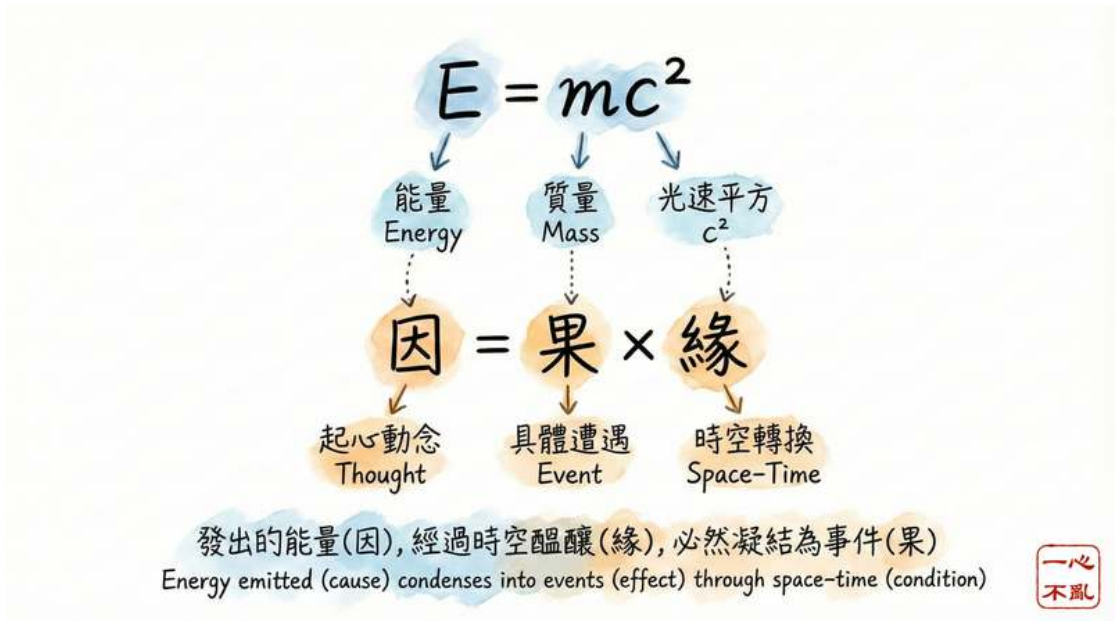 E = mc²
能量 質量 光速平方
Energy Mass c²
因 = 果 × 緣
起心動念 具體遭遇 時空轉換
Thought Event Space-Time
發出的能量(因), 經過時空醞釀(緣), 必然凝結為事件(果)
Energy emitted (cause) condenses into events (effect) through space-time (condition)
一心
不亂